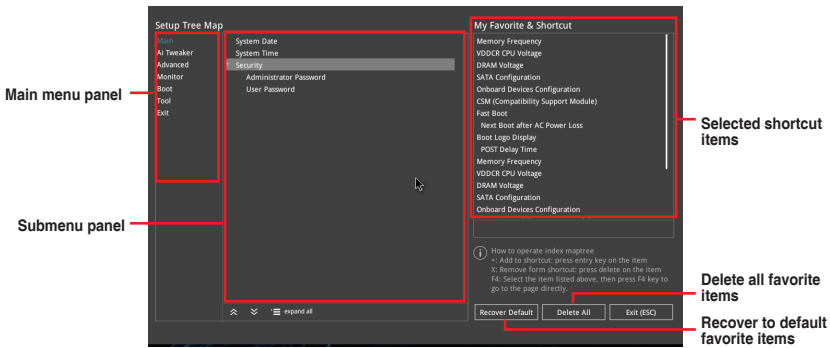 Setup Tree Map
My Favorite & Shortcut
Main
Ai Tweaker
Advanced
Monitor
Boot
Tool
Exit
System Date
System Time
Security
Administrator Password
User Password
Memory Frequency
VDDCR CPU Voltage
DRAM Voltage
SATA Configuration
Onboard Devices Configuration
CSM (Compatibility Support Module)
Fast Boot
Next Boot after AC Power Loss
Boot Logo Display
POST Delay Time
Memory Frequency
VDDCR CPU Voltage
DRAM Voltage
SATA Configuration
Onboard Devices Configuration
How to operate index maptree
+: Add to shortcut: press entry key on the item
X: Remove form shortcut: press delete on the item
F4: Select the item listed above, then press F4 key to
go to the page directly.
expand all
Recover Default
Delete All
Exit (ESC)
Main menu panel
Submenu panel
Selected shortcut
items
Delete all favorite
items
Recover to default
favorite items